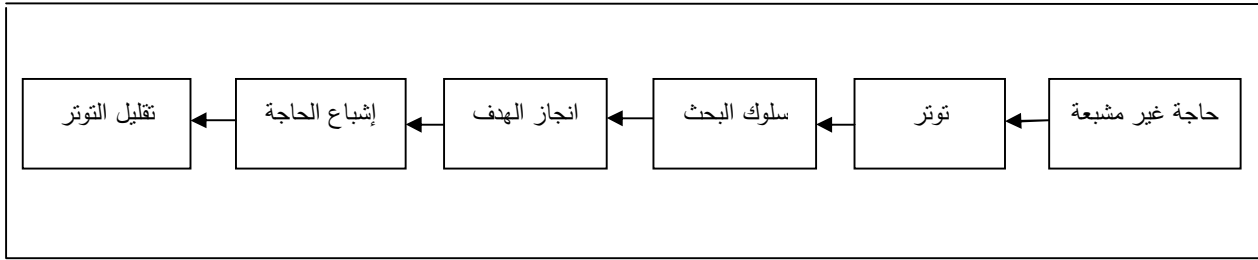 حاجة غير مشبعة
توتر
سلوك البحث
انجاز الهدف
إشباع الحاجة
تقليل التوتر